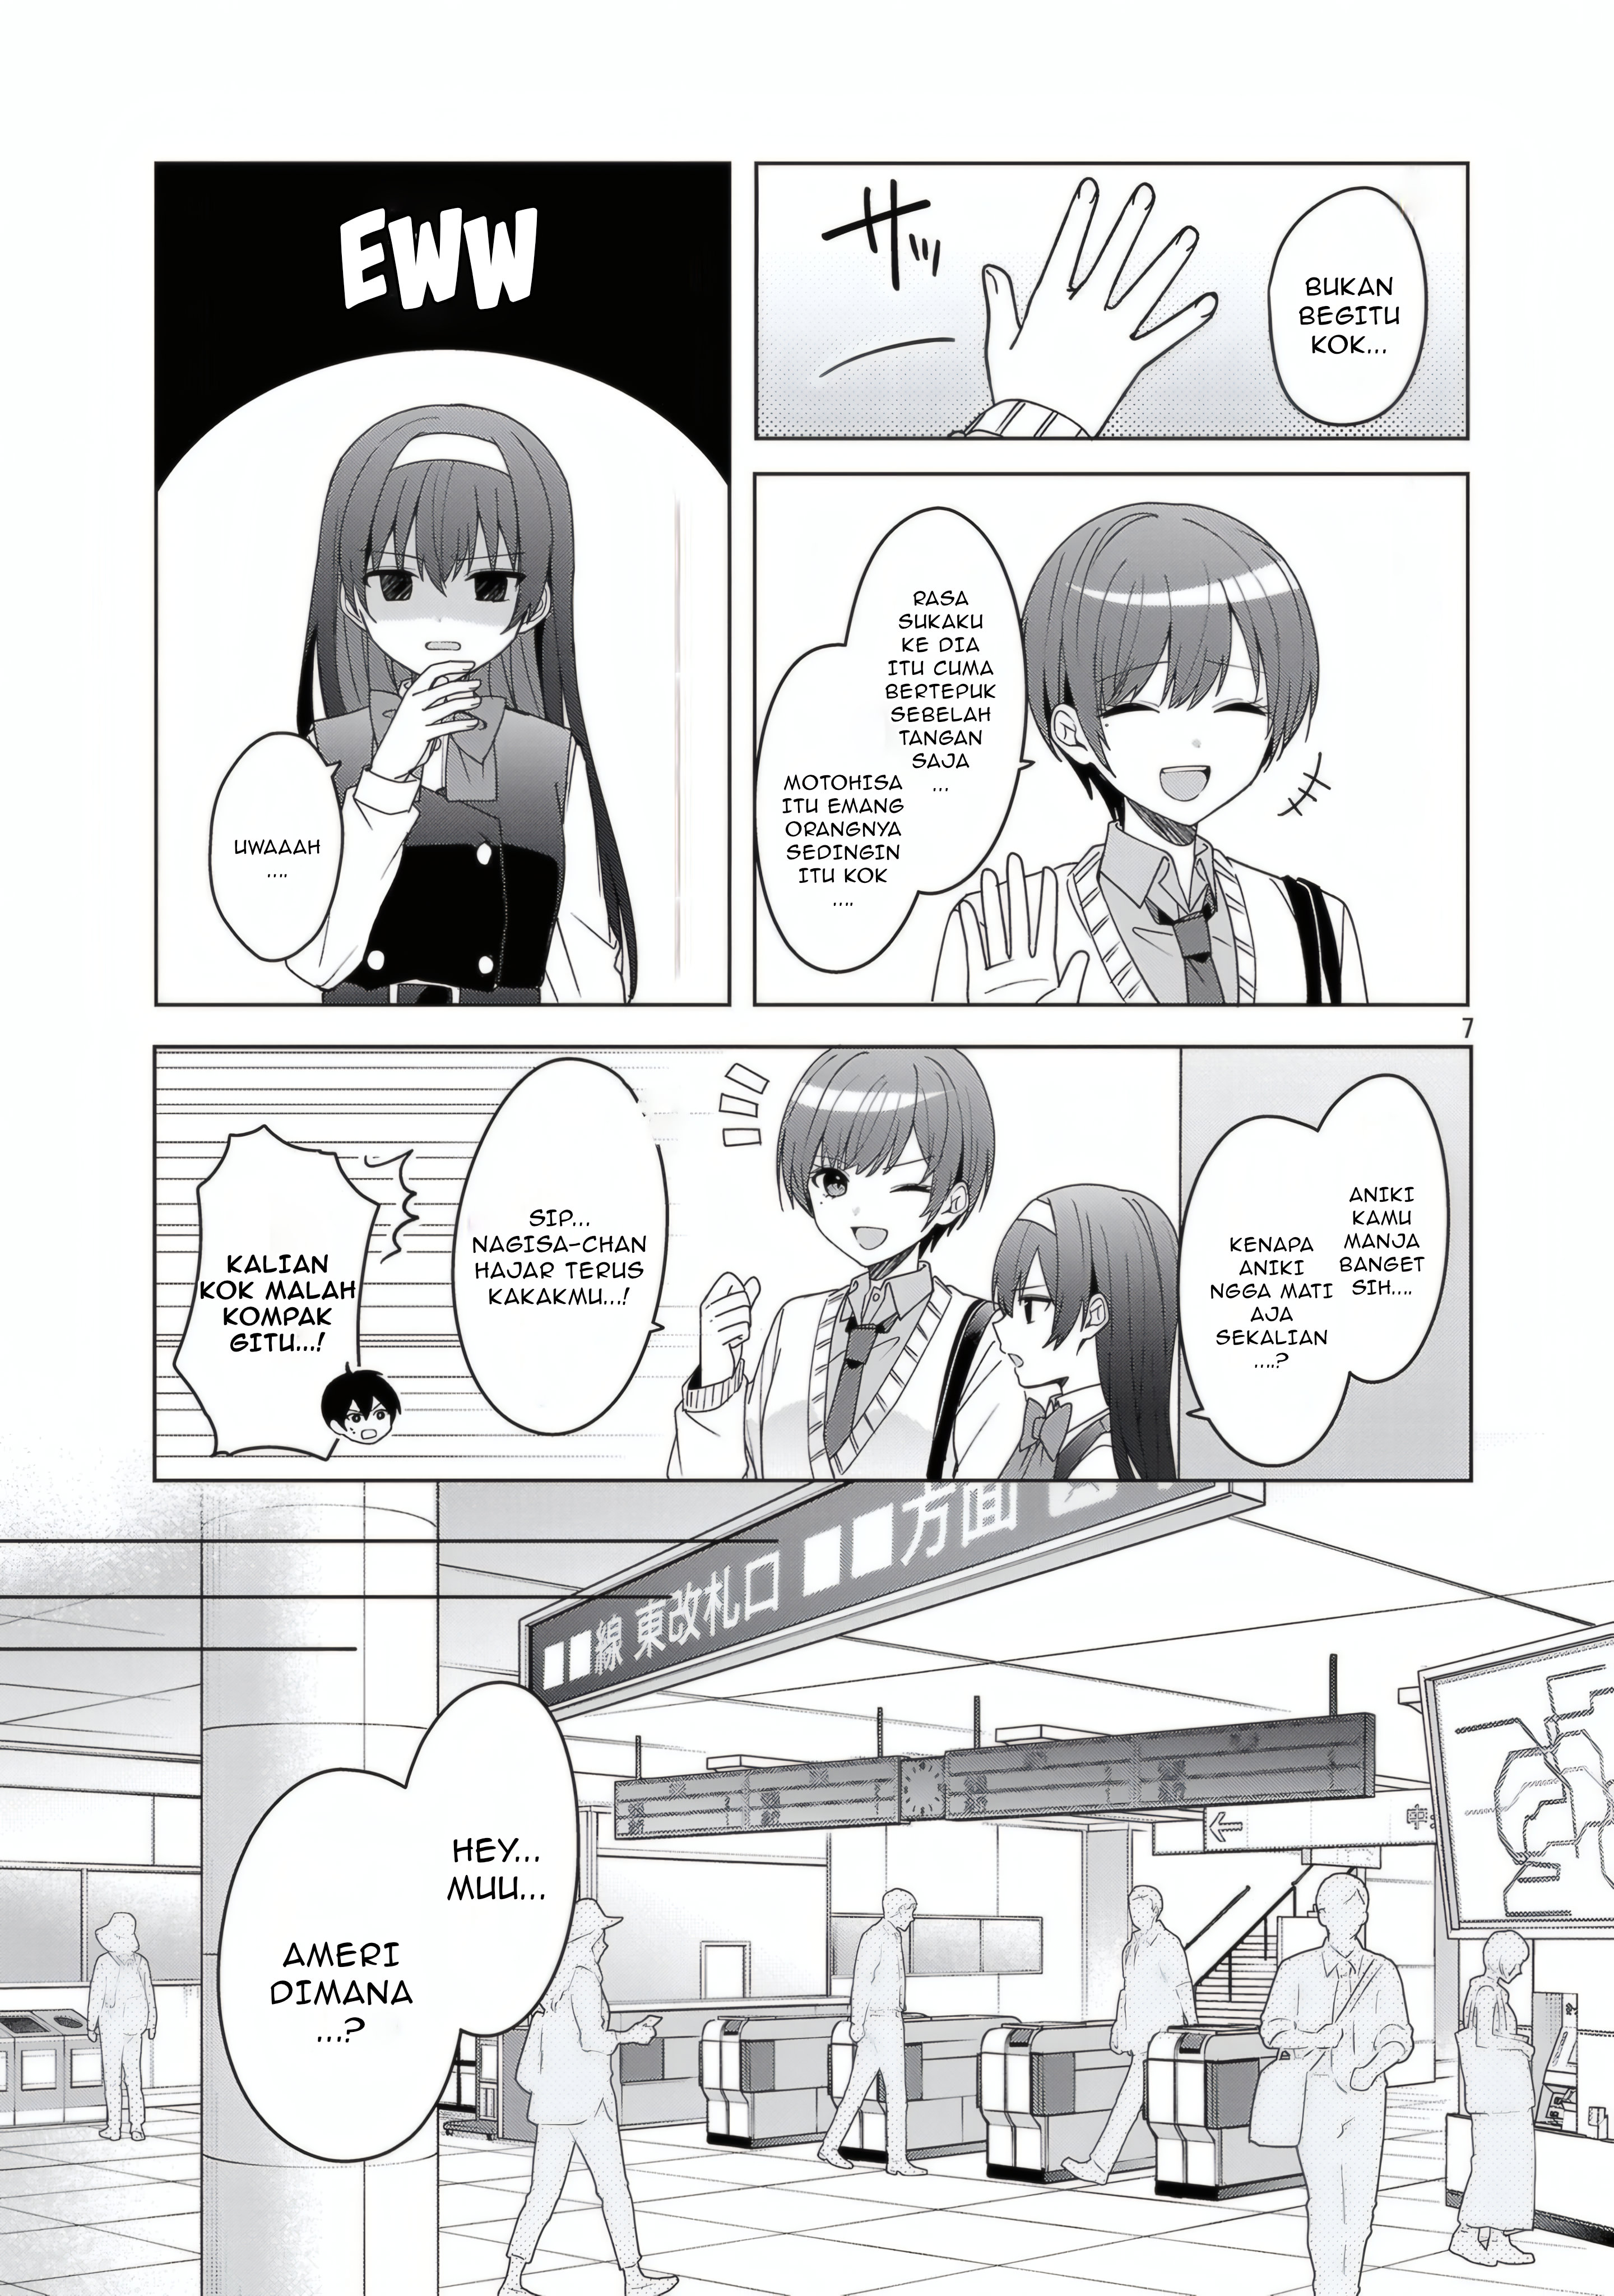 BUKAN
BEGITU
KOK...
サッ
RASA
SUKAKU
KE DIA
ITU CUMA
BERTEPUK
SEBELAH
TANGAN
SAJA
...
MOTOHISA
ITU EMANG
ORANGNYA
SEDINGIN
ITU KOK
....
EWW
UWAAAH
....
7
ANIKI
KAMU
MANJA
BANGET
SIH....
KENAPA
ANIKI
NGGA MATI
AJA
SEKALIAN
....?
SIP...
NAGISA-CHAN
HAJAR TERUS
KAKAKMU...!
KALIAN
KOK MALAH
KOMPAK
GITU...!
■■線 東改札口 ■■方面
HEY...
MUU...
AMERI
DIMANA
...?